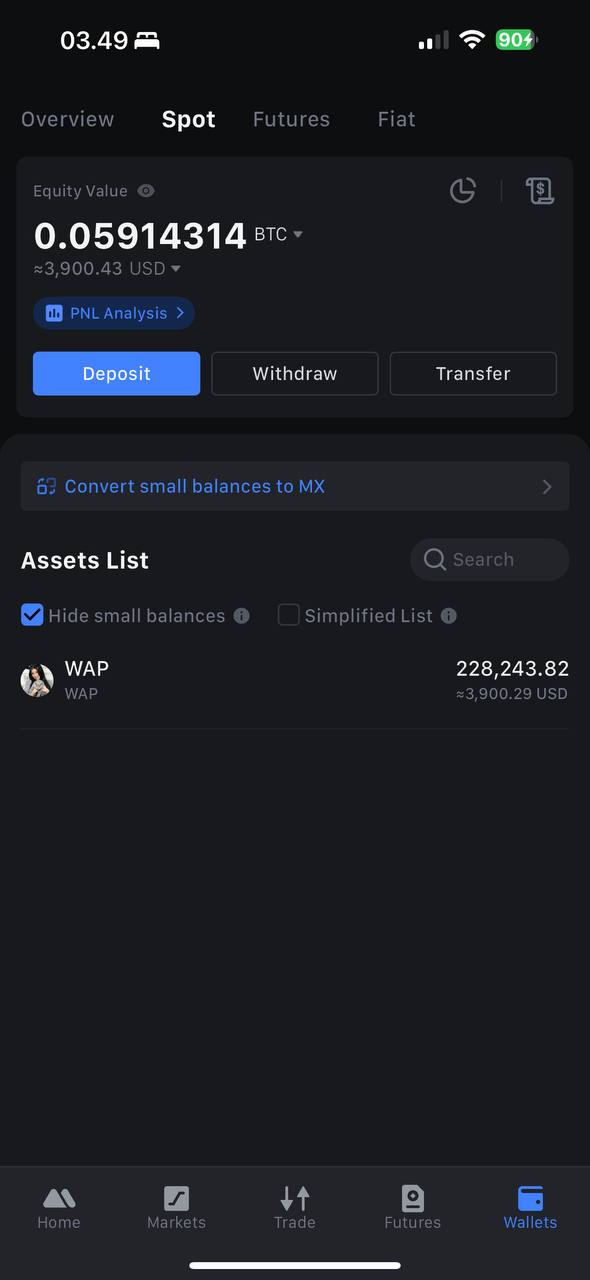 03.49 90
Overview Spot Futures Fiat
Equity Value
0.05914314 BTC
≈3,900.43 USD
PNL Analysis
Deposit Withdraw Transfer
Convert small balances to MX
Assets List Search
Hide small balances Simplified List
WAP 228,243.82
WAP ≈3,900.29 USD
Home Markets Trade Futures Wallets